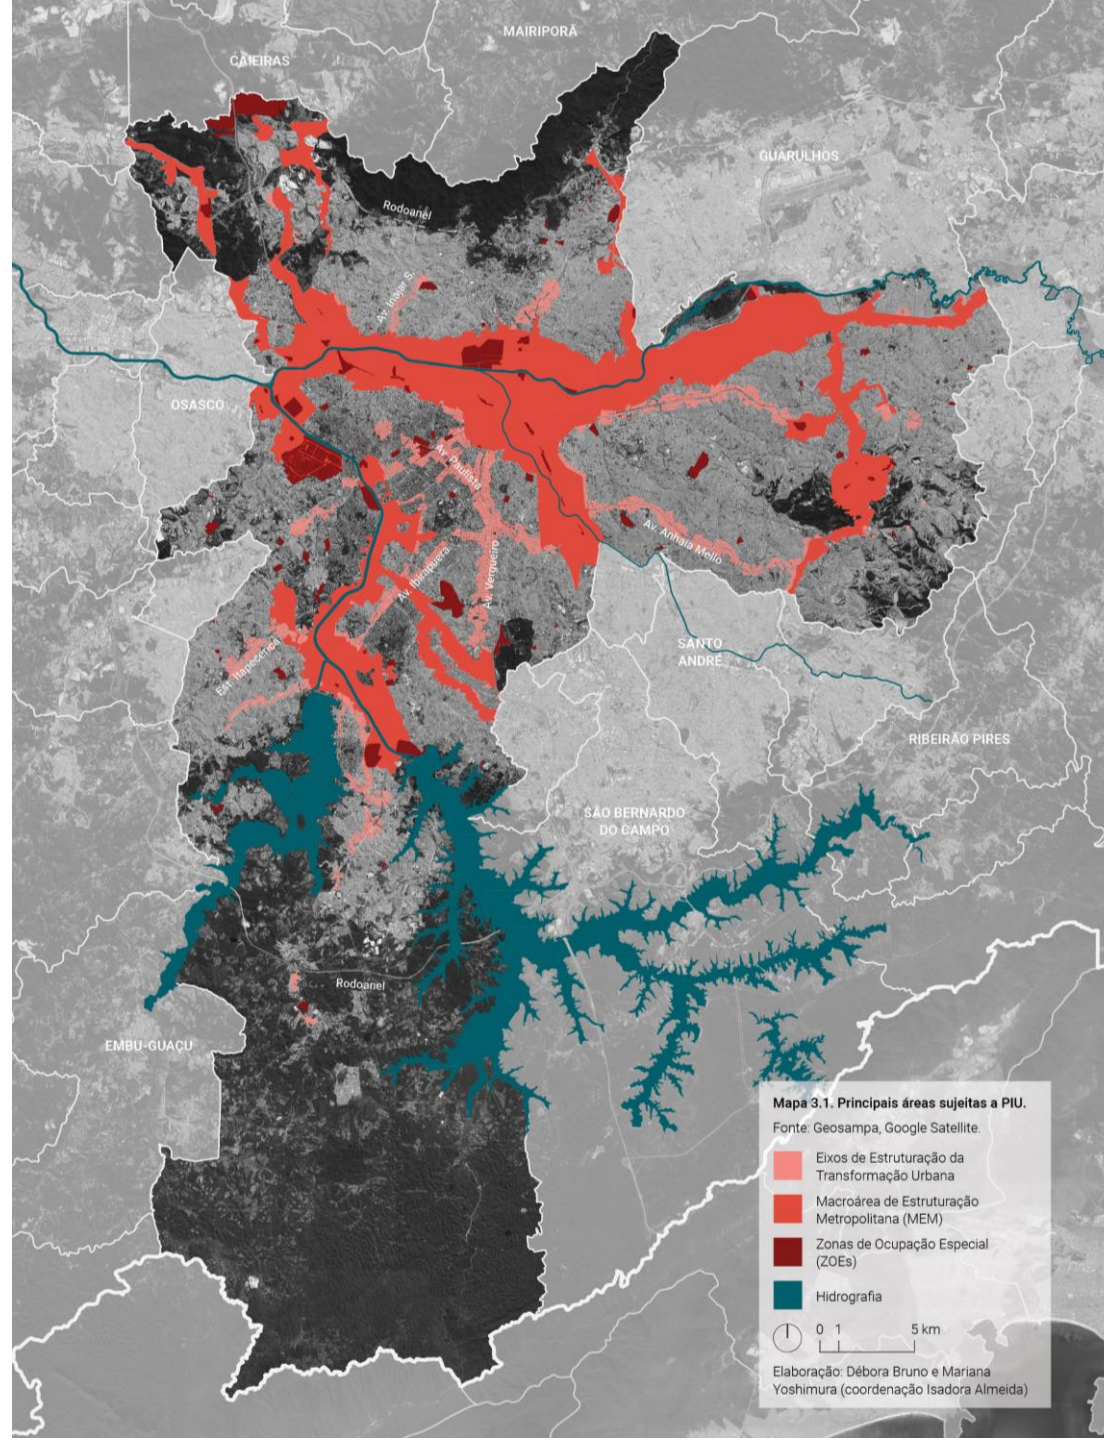 MAIRIPORÃ
CAIEIRAS
GUARULHOS
Rodoanel
Av. Inajar S.
OSASCO
Av. Paulista
Av. Anhaia Mello
Av. Vergueiro
Av. Ibirapuera
Estr. Itapecerica
SANTO
ANDRÉ
RIBEIRÃO PIRES
SÃO BERNARDO
DO CAMPO
Rodoanel
EMBU-GUAÇU
Mapa 3.1. Principais áreas sujeitas a PIU.
Fonte: Geosampa, Google Satellite.
Eixos de Estruturação da
Transformação Urbana
Macroárea de Estruturação
Metropolitana (MEM)
Zonas de Ocupação Especial
(ZOEs)
Hidrografia
0 1 5 km
Elaboração: Débora Bruno e Mariana
Yoshimura (coordenação Isadora Almeida)